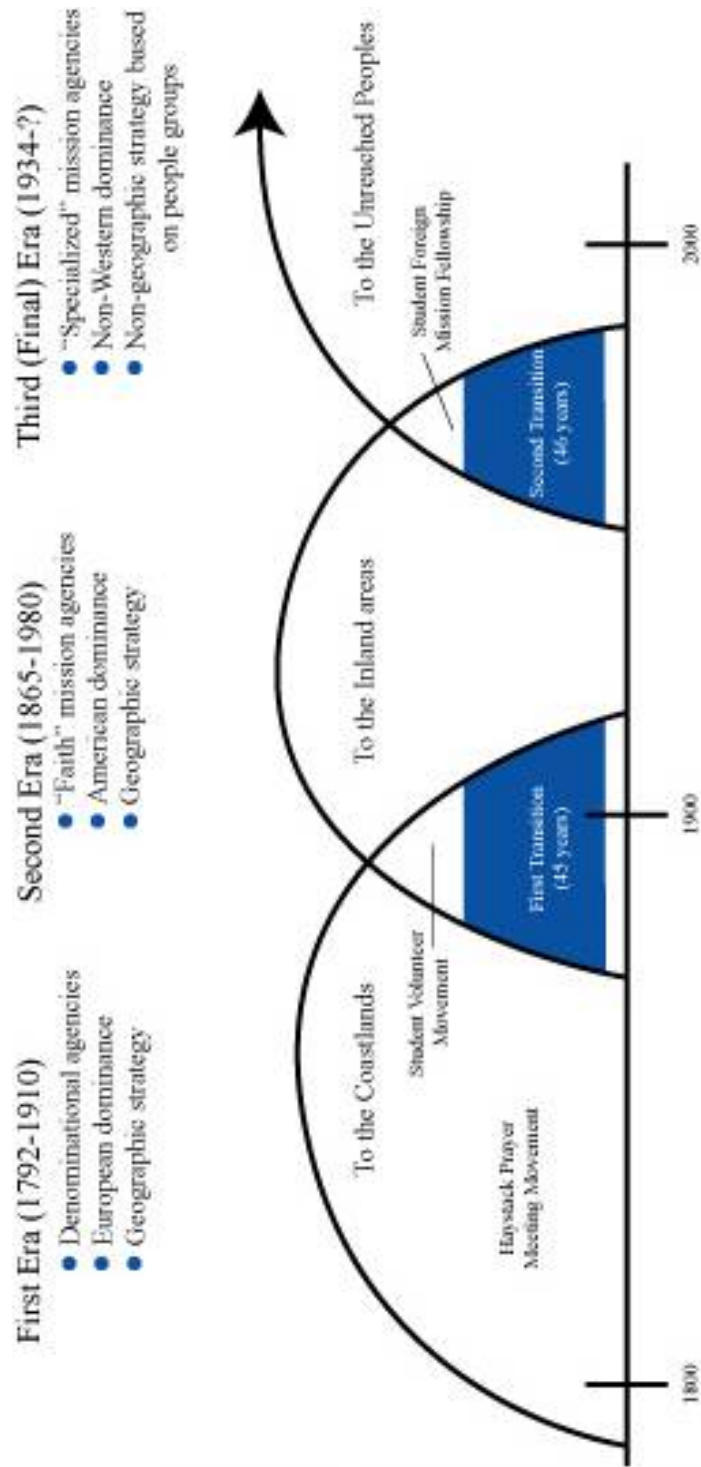 First Era (1792-1910)
● Denominational agencies
● European dominance
● Geographic strategy
Second Era (1865-1980)
● "Faith" mission agencies
● American dominance
● Geographic strategy
Third (Final) Era (1934-?)
● "Specialized" mission agencies
● Non-Western dominance
● Non-geographic strategy based
on people groups
To the Coastlands
To the Inland areas
To the Unreached Peoples
Haystack Prayer
Meeting Movement
Student Volunteer
Movement
Student Foreign
Mission Fellowship
First Transition
(45 years)
Second Transition
(46 years)
1800
1900
2000